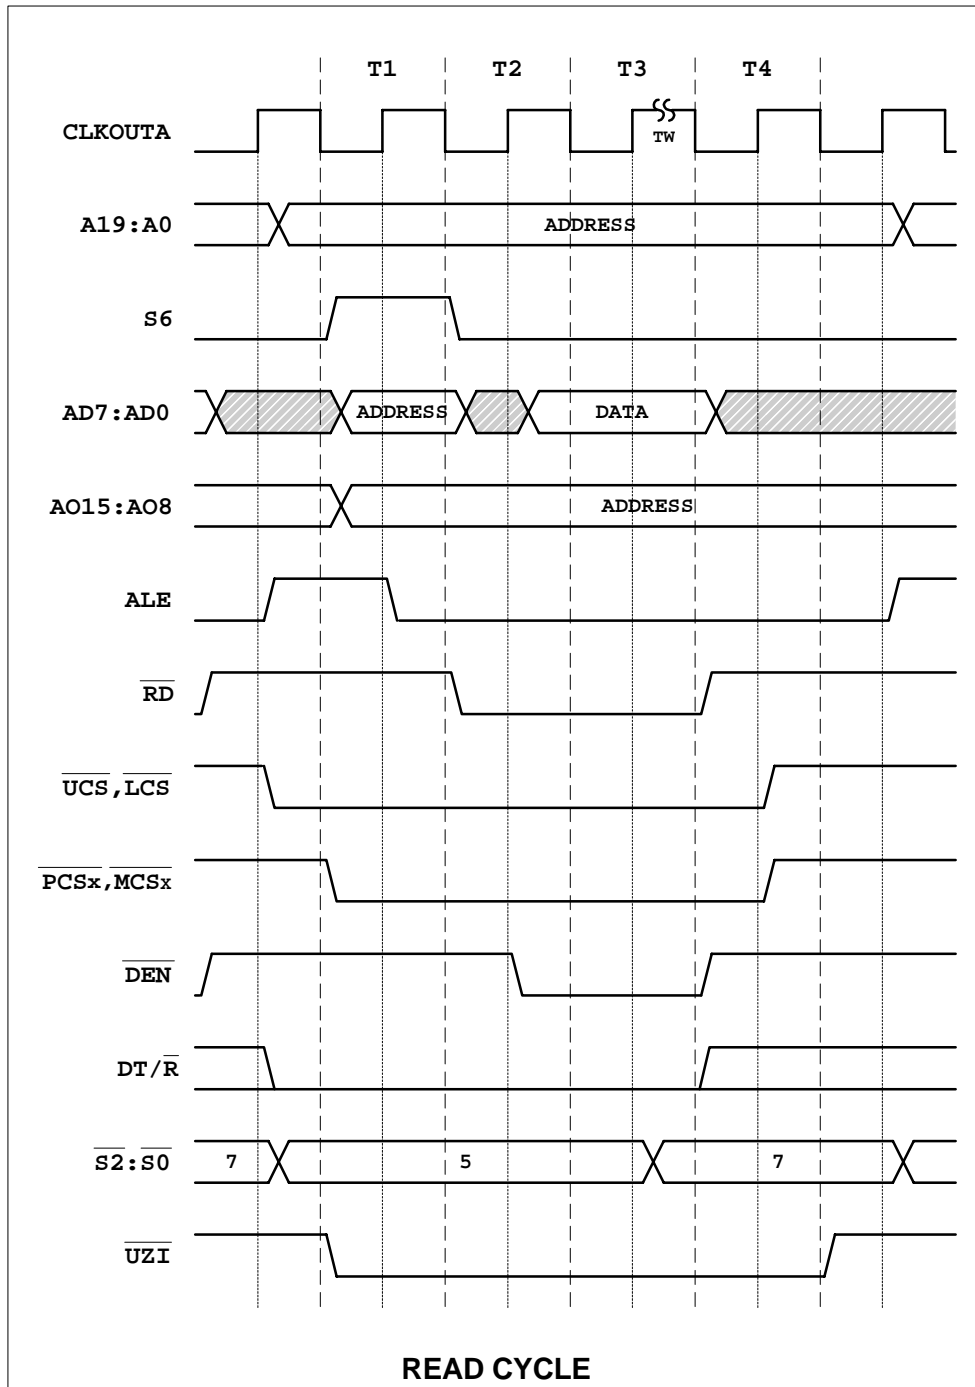 T1 T2 T3 T4
CLKOUTA
TW
A19:A0 ADDRESS
S6
AD7:AD0 ADDRESS DATA
AO15:AO8 ADDRESS
ALE
RD
UCS,LCS
PCSx,MCSx
DEN
DT/R
S2:S0 7 5 7
UZI
READ CYCLE